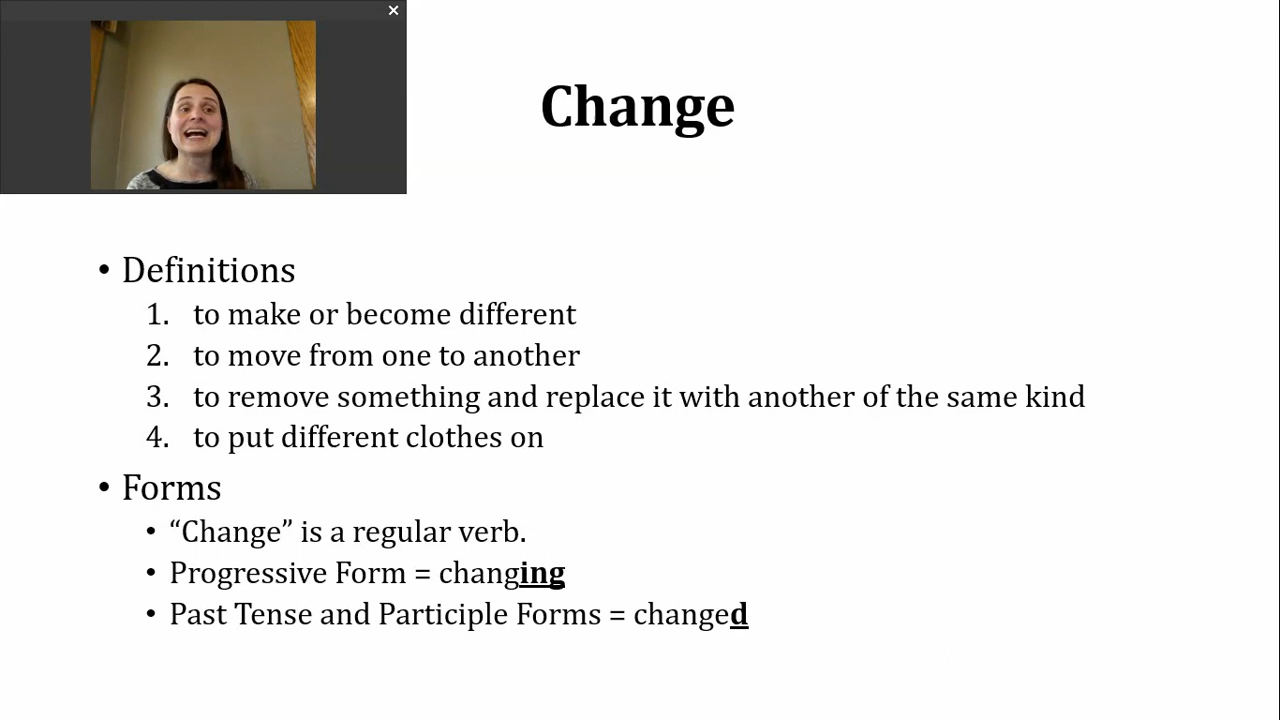 Change
• Definitions
1. to make or become different
2. to move from one to another
3. to remove something and replace it with another of the same kind
4. to put different clothes on
• Forms
• “Change” is a regular verb.
• Progressive Form = changing
• Past Tense and Participle Forms = changed